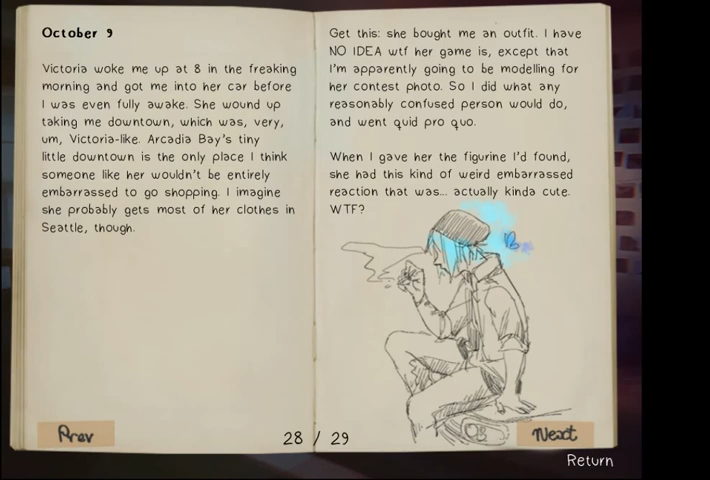 October 9
Victoria woke me up at 8 in the freaking
morning and got me into her car before
I was even fully awake. She wound up
taking me downtown, which was, very,
um, Victoria-like. Arcadia Bay's tiny
little downtown is the only place I think
someone like her wouldn't be entirely
embarrassed to go shopping. I imagine
she probably gets most of her clothes in
Seattle, though.
Get this: she bought me an outfit. I have
NO IDEA wtf her game is, except that
I'm apparently going to be modelling for
her contest photo. So I did what any
reasonably confused person would do,
and went quid pro quo.
When I gave her the figurine I'd found,
she had this kind of weird embarrassed
reaction that was... actually kinda cute.
WTF?
Prev
28 / 29
Next
Return